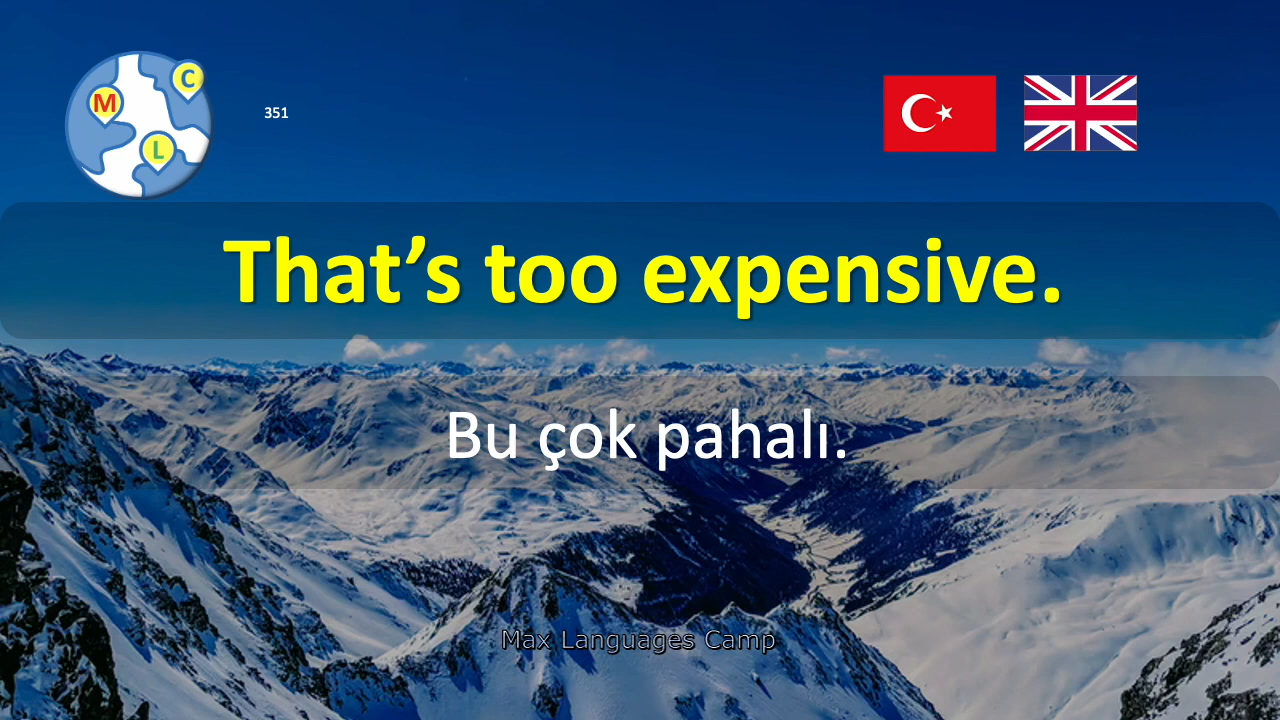 C
M
L
351
That’s too expensive.
Bu çok pahalı.
Max Languages Camp